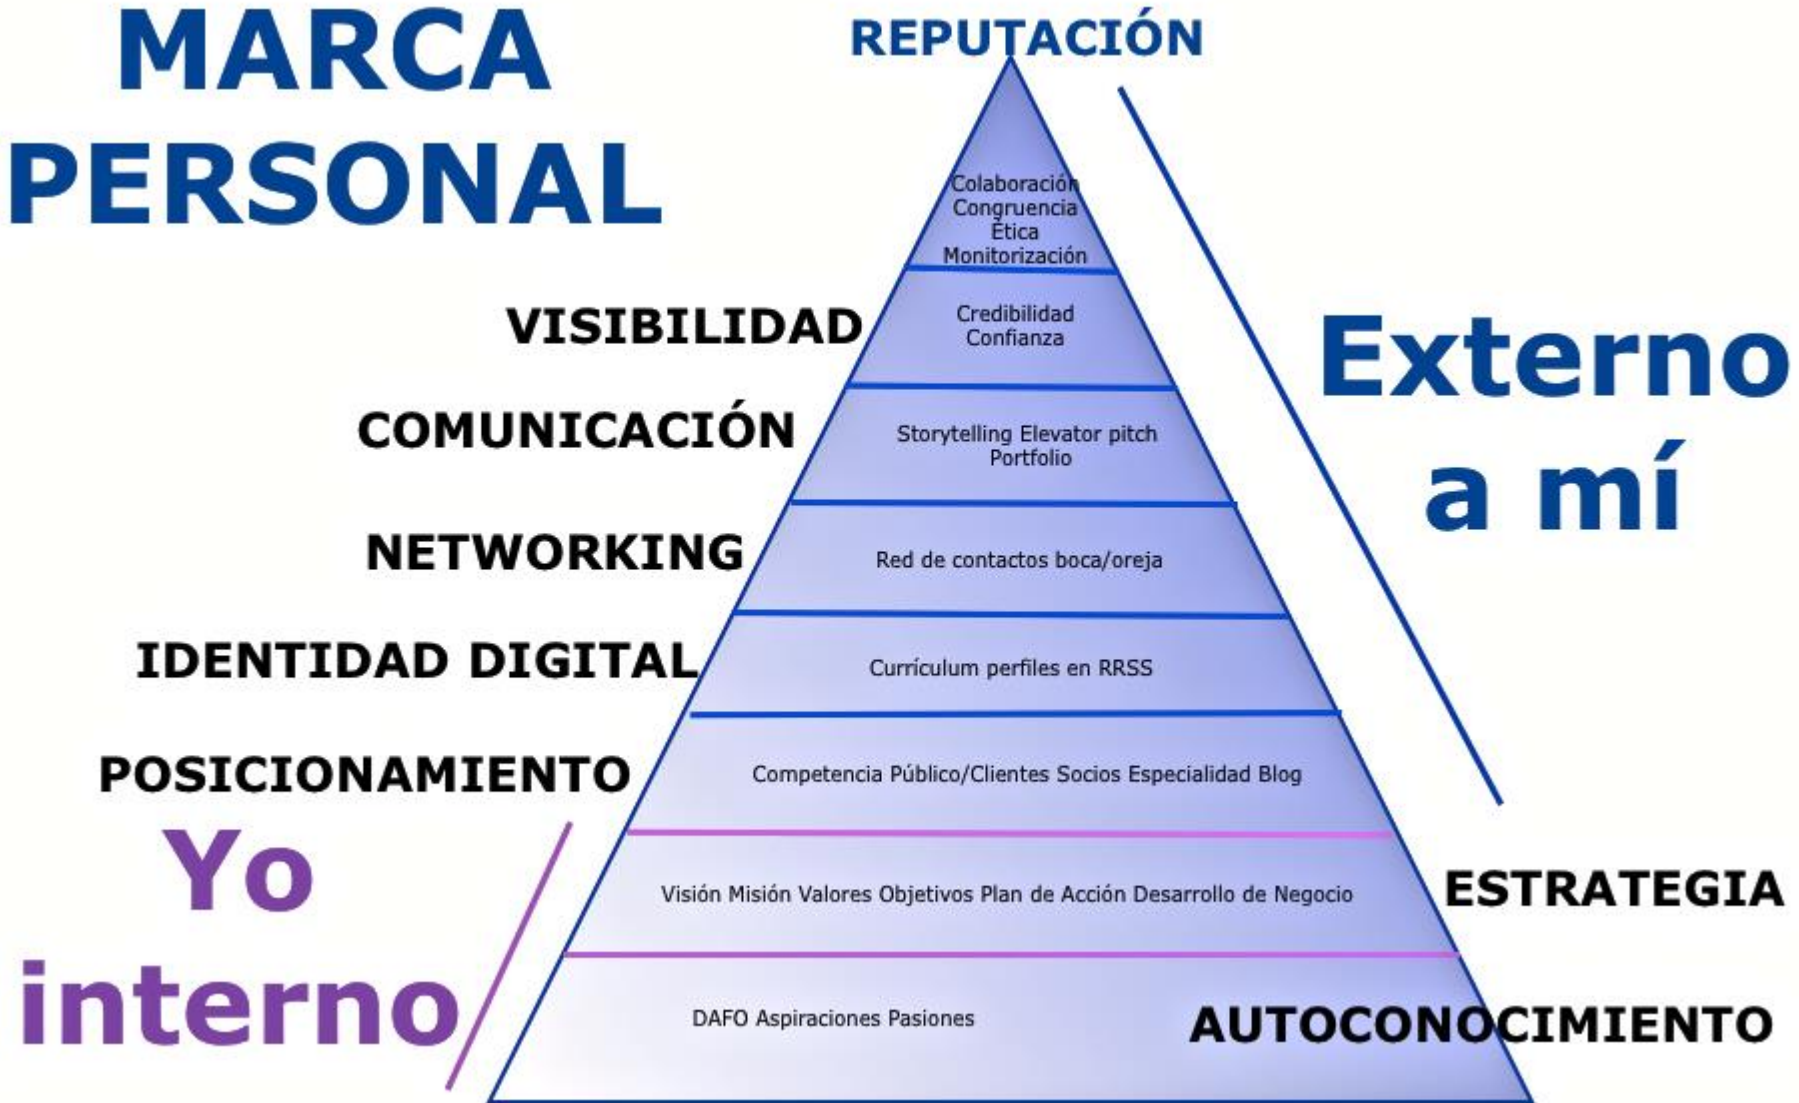 MARCA
PERSONAL
REPUTACIÓN
Colaboración
Congruencia
Ética
Monitorización
VISIBILIDAD
Credibilidad
Confianza
Externo
a mí
COMUNICACIÓN
Storytelling Elevator pitch
Portfolio
NETWORKING
Red de contactos boca/oreja
IDENTIDAD DIGITAL
Currículum perfiles en RRSS
POSICIONAMIENTO
Competencia Público/Clientes Socios Especialidad Blog
Yo
interno
Visión Misión Valores Objetivos Plan de Acción Desarrollo de Negocio
ESTRATEGIA
DAFO Aspiraciones Pasiones
AUTOCONOCIMIENTO